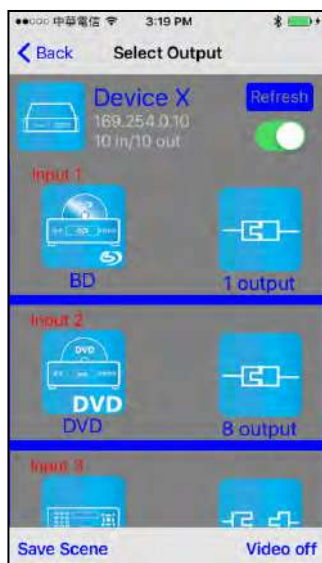 中華電信 3:19 PM
Back Select Output
Device X Refresh
169.254.0.10
10 in/10 out
Input 1
BD 1 output
Input 2
DVD
DVD
DVD 8 output
Input 3
Save Scene Video off